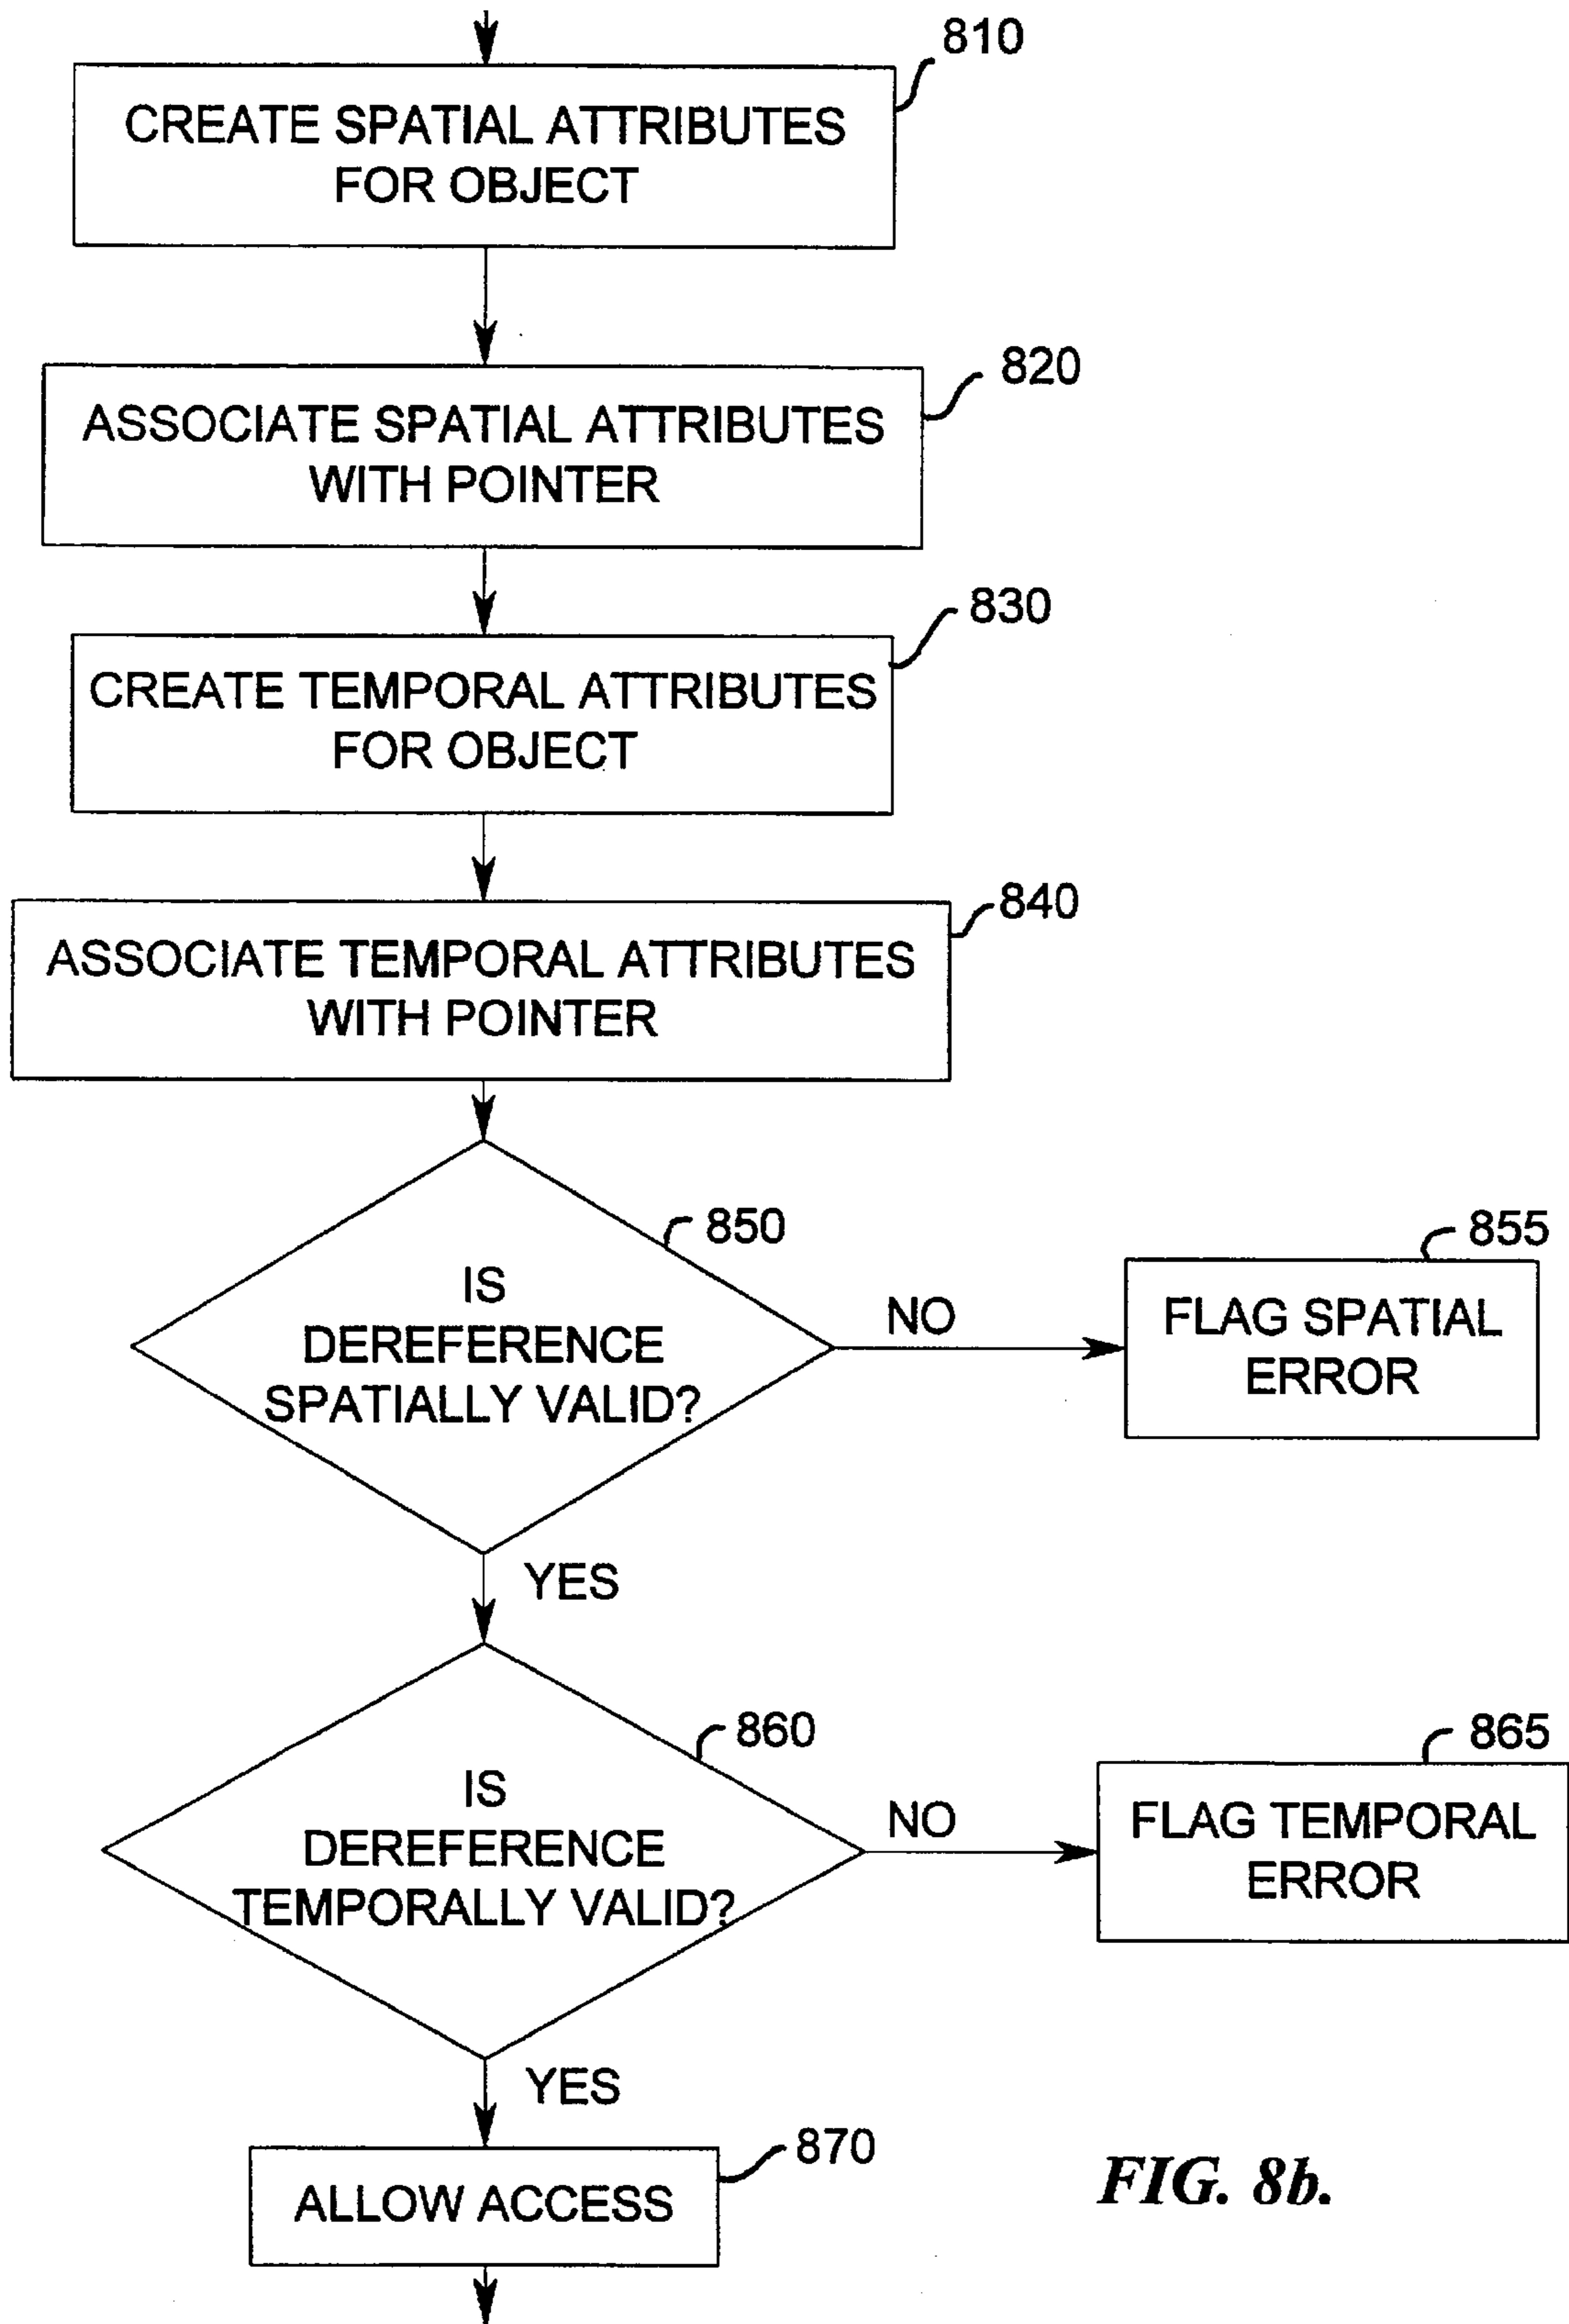 810
CREATE SPATIAL ATTRIBUTES
FOR OBJECT
820
ASSOCIATE SPATIAL ATTRIBUTES
WITH POINTER
830
CREATE TEMPORAL ATTRIBUTES
FOR OBJECT
840
ASSOCIATE TEMPORAL ATTRIBUTES
WITH POINTER
850
IS
DEREFERENCE
SPATIALLY VALID?
NO
855
FLAG SPATIAL
ERROR
YES
860
IS
DEREFERENCE
TEMPORALLY VALID?
NO
865
FLAG TEMPORAL
ERROR
YES
870
ALLOW ACCESS
FIG. 8b.